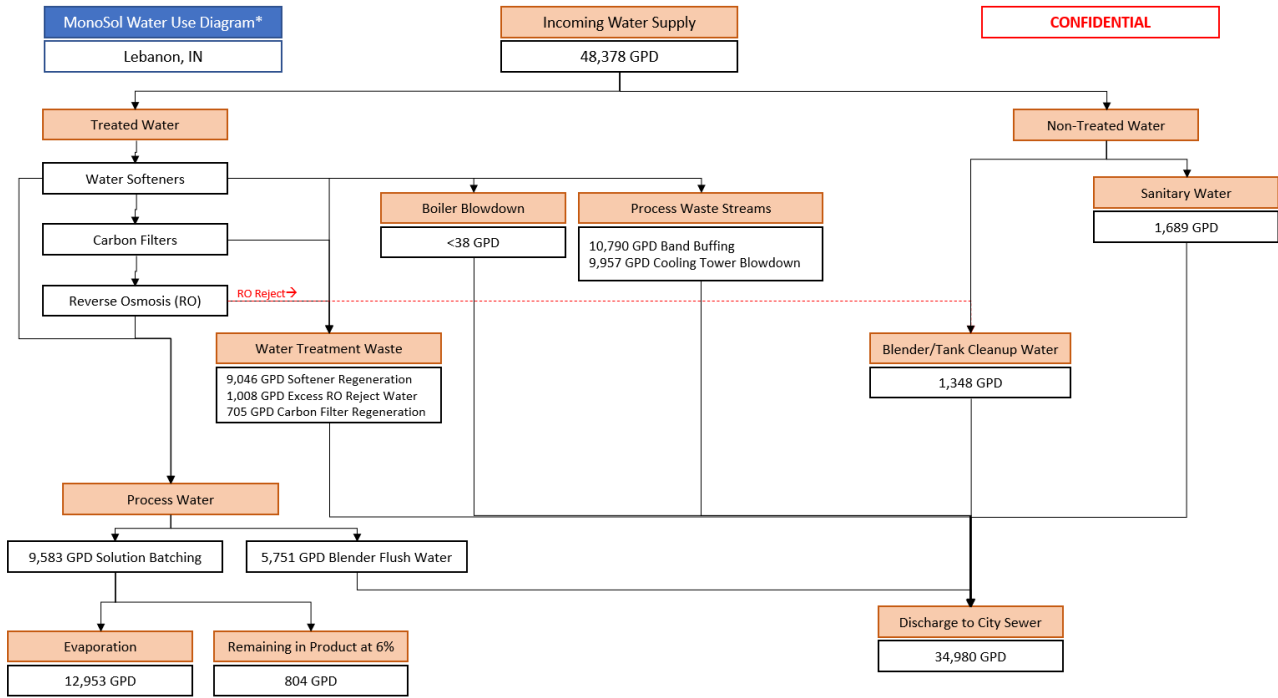 MonoSol Water Use Diagram*
Lebanon, IN
Incoming Water Supply
48,378 GPD
CONFIDENTIAL
Treated Water
Non-Treated Water
Water Softeners
Boiler Blowdown
<38 GPD
Process Waste Streams
10,790 GPD Band Buffing
9,957 GPD Cooling Tower Blowdown
Sanitary Water
1,689 GPD
Carbon Filters
Reverse Osmosis (RO)
RO Reject→
Water Treatment Waste
9,046 GPD Softener Regeneration
1,008 GPD Excess RO Reject Water
705 GPD Carbon Filter Regeneration
Blender/Tank Cleanup Water
1,348 GPD
Process Water
9,583 GPD Solution Batching
5,751 GPD Blender Flush Water
Evaporation
12,953 GPD
Remaining in Product at 6%
804 GPD
Discharge to City Sewer
34,980 GPD